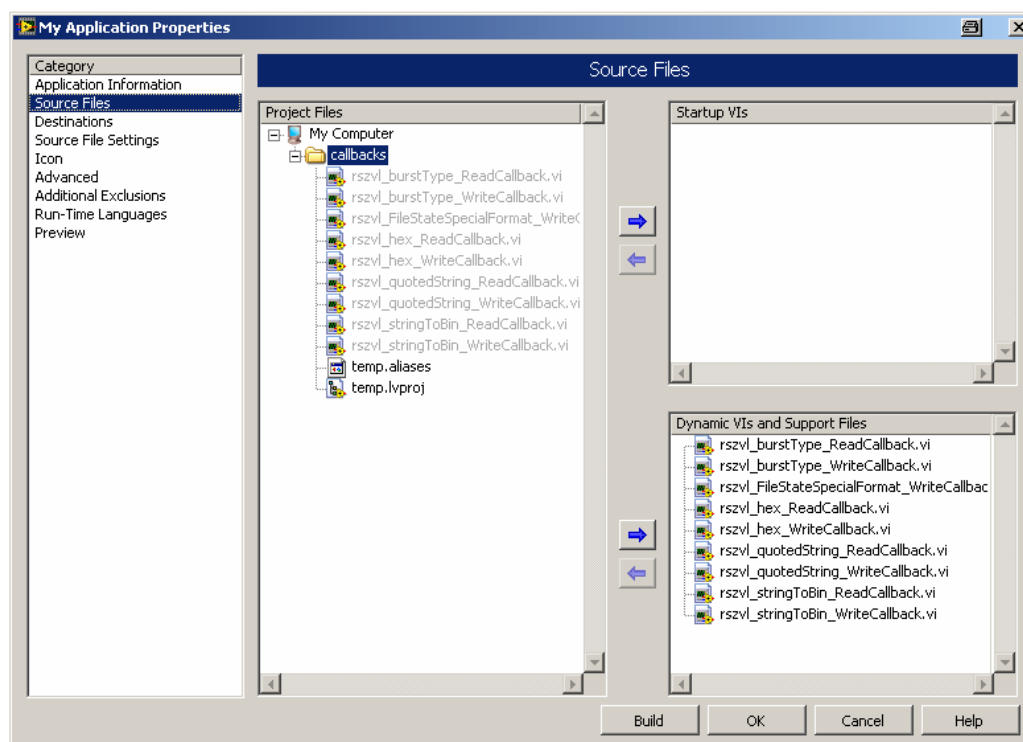 My Application Properties
Category
Application Information
Source Files
Destinations
Source File Settings
Icon
Advanced
Additional Exclusions
Run-Time Languages
Preview
Source Files
Project Files
My Computer
callbacks
rszvl_burstType_ReadCallback.vi
rszvl_burstType_WriteCallback.vi
rszvl_FileStateSpecialFormat_WriteC
rszvl_hex_ReadCallback.vi
rszvl_hex_WriteCallback.vi
rszvl_quotedString_ReadCallback.vi
rszvl_quotedString_WriteCallback.vi
rszvl_stringToBin_ReadCallback.vi
rszvl_stringToBin_WriteCallback.vi
temp.aliases
temp.lvproj
Startup VIs
Dynamic VIs and Support Files
rszvl_burstType_ReadCallback.vi
rszvl_burstType_WriteCallback.vi
rszvl_FileStateSpecialFormat_WriteCallbac
rszvl_hex_ReadCallback.vi
rszvl_hex_WriteCallback.vi
rszvl_quotedString_ReadCallback.vi
rszvl_quotedString_WriteCallback.vi
rszvl_stringToBin_ReadCallback.vi
rszvl_stringToBin_WriteCallback.vi
Build
OK
Cancel
Help